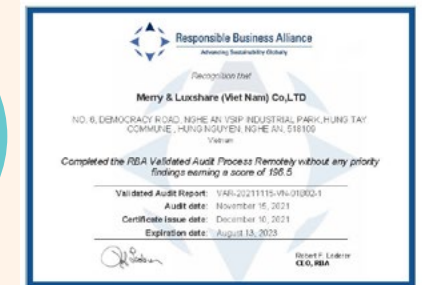 Responsible Business Alliance
Advancing Sustainability Globally
Recognition that
Merry & Luxshare (Viet Nam) Co,LTD
NO. 6, DEMOCRACY ROAD, NGHE AN VSIP INDUSTRIAL PARK, HUNG TAY
COMMUNE, HUNG NGUYEN, NGHE AN, 518109
Vietnam
Completed the RBA Validated Audit Process Remotely without any priority
findings earning a score of 196.5
Validated Audit Report: VAR-20211115-VN-01802-1
Audit date: November 15, 2021
Certificate issue date: December 10, 2021
Expiration date: August 13, 2023
Robert F. Lederer
CEO, RBA